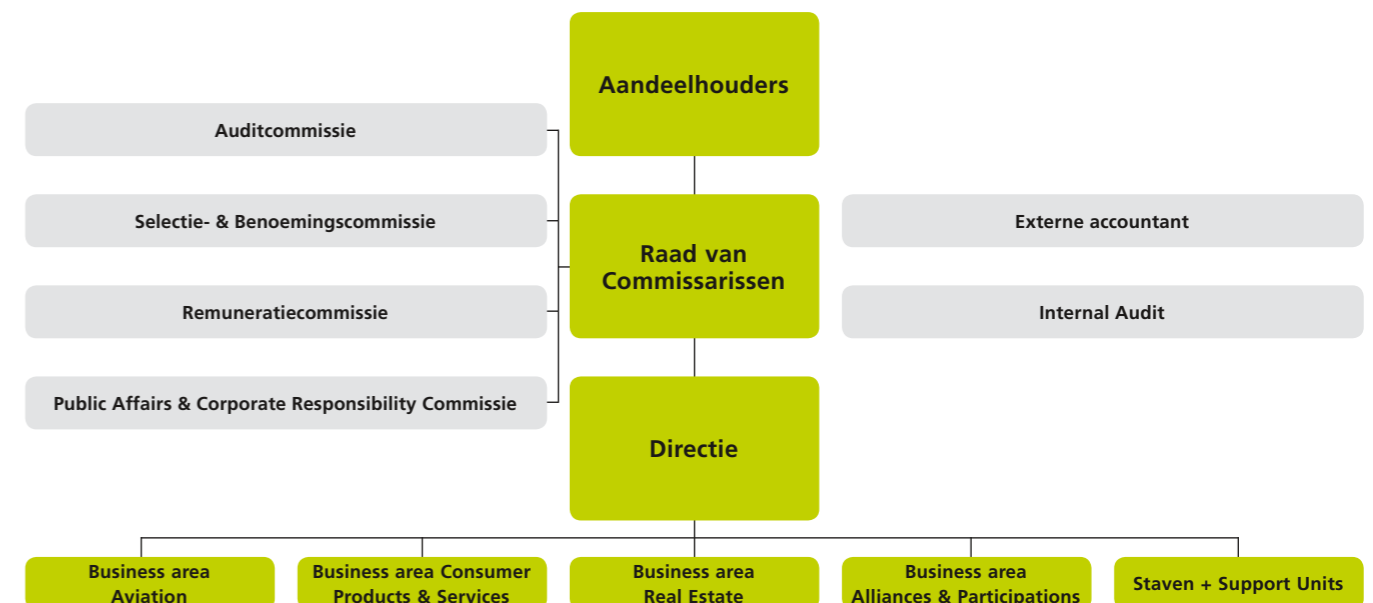 Aandeelhouders
Auditcommissie
Selectie- & Benoemingscommissie
Externe accountant
Raad van
Commissarissen
Remuneratiecommissie
Internal Audit
Public Affairs & Corporate Responsibility Commissie
Directie
Business area
Aviation
Business area Consumer
Products & Services
Business area
Real Estate
Business area
Alliances & Participations
Staven + Support Units